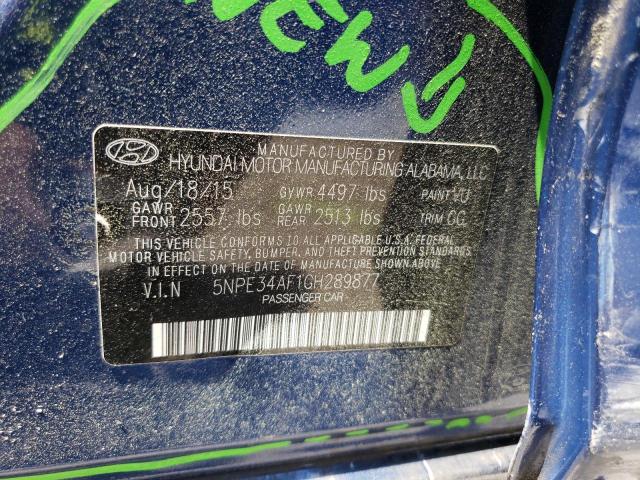 NEW
MANUFACTURED BY
HYUNDAI MOTOR MANUFACTURING ALABAMA, LLC
Aug/18/15 GVWR 4497 lbs PAINT
GAWR FRONT 2557 lbs GAWR REAR 2513 lbs TRIM CC
THIS VEHICLE CONFORMS TO ALL APPLICABLE U.S.A. FEDERAL
MOTOR VEHICLE SAFETY, BUMPER, AND THEFT PREVENTION STANDARDS
IN EFFECT ON THE DATE OF MANUFACTURE SHOWN ABOVE.
V.I.N 5NPE34AF1GH289877
PASSENGER CAR